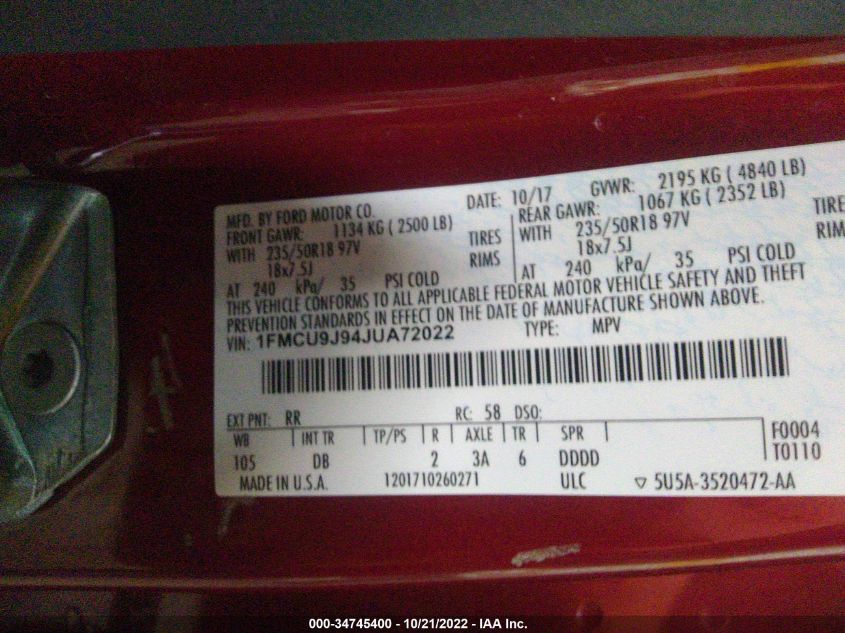 MFD. BY FORD MOTOR CO. DATE: 10/17 GVWR: 2195 KG ( 4840 LB)
FRONT GAWR: 1134 KG ( 2500 LB) REAR GAWR: 1067 KG ( 2352 LB)
WITH 235/50R18 97V TIRES WITH 235/50R18 97V TIRE
18x7.5J RIMS 18x7.5J RIM
AT 240 kPa/ 35 PSI COLD AT 240 kPa/ 35 PSI COLD
THIS VEHICLE CONFORMS TO ALL APPLICABLE FEDERAL MOTOR VEHICLE SAFETY AND THEFT
PREVENTION STANDARDS IN EFFECT ON THE DATE OF MANUFACTURE SHOWN ABOVE.
VIN: 1FMCU9J94JUA72022 TYPE: MPV
EXT PNT: RR RC: 58 DSO:
WB INT TR TP/PS R AXLE TR SPR F0004
105 DB 2 3A 6 DDDD T0110
MADE IN U.S.A. 1201710260271 ULC ▽ 5U5A-3520472-AA
000-34745400 - 10/21/2022 - IAA Inc.